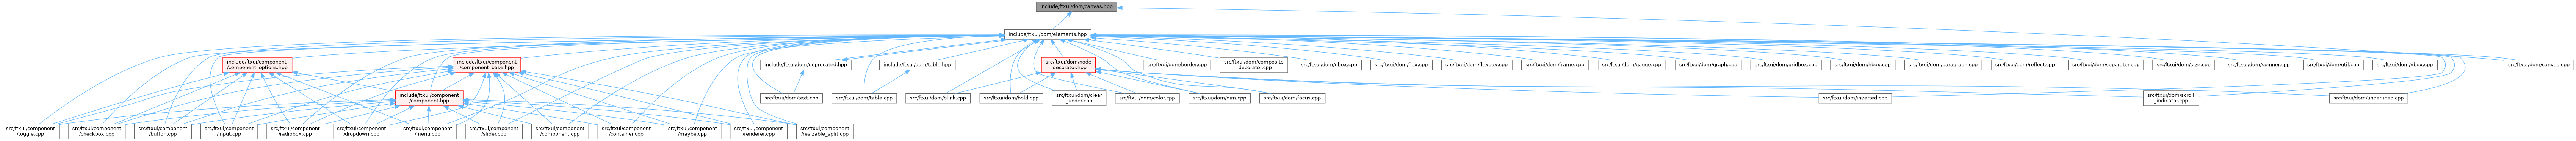 include/ftxui/dom/canvas.hpp
include/ftxui/dom/elements.hpp
include/ftxui/component
/component_options.hpp
include/ftxui/component
/component_base.hpp
include/ftxui/dom/deprecated.hpp
include/ftxui/dom/table.hpp
src/ftxui/dom/node
_decorator.hpp
src/ftxui/dom/border.cpp
src/ftxui/dom/composite
_decorator.cpp
src/ftxui/dom/dbox.cpp
src/ftxui/dom/flex.cpp
src/ftxui/dom/flexbox.cpp
src/ftxui/dom/frame.cpp
src/ftxui/dom/gauge.cpp
src/ftxui/dom/graph.cpp
src/ftxui/dom/gridbox.cpp
src/ftxui/dom/hbox.cpp
src/ftxui/dom/paragraph.cpp
src/ftxui/dom/reflect.cpp
src/ftxui/dom/separator.cpp
src/ftxui/dom/size.cpp
src/ftxui/dom/spinner.cpp
src/ftxui/dom/util.cpp
src/ftxui/dom/vbox.cpp
src/ftxui/dom/canvas.cpp
include/ftxui/component
/component.hpp
src/ftxui/dom/text.cpp
src/ftxui/dom/table.cpp
src/ftxui/dom/blink.cpp
src/ftxui/dom/bold.cpp
src/ftxui/dom/clear
_under.cpp
src/ftxui/dom/color.cpp
src/ftxui/dom/dim.cpp
src/ftxui/dom/focus.cpp
src/ftxui/dom/inverted.cpp
src/ftxui/dom/scroll
_indicator.cpp
src/ftxui/dom/underlined.cpp
src/ftxui/component
/toggle.cpp
src/ftxui/component
/checkbox.cpp
src/ftxui/component
/button.cpp
src/ftxui/component
/input.cpp
src/ftxui/component
/radiobox.cpp
src/ftxui/component
/dropdown.cpp
src/ftxui/component
/menu.cpp
src/ftxui/component
/slider.cpp
src/ftxui/component
/component.cpp
src/ftxui/component
/container.cpp
src/ftxui/component
/maybe.cpp
src/ftxui/component
/renderer.cpp
src/ftxui/component
/resizable_split.cpp